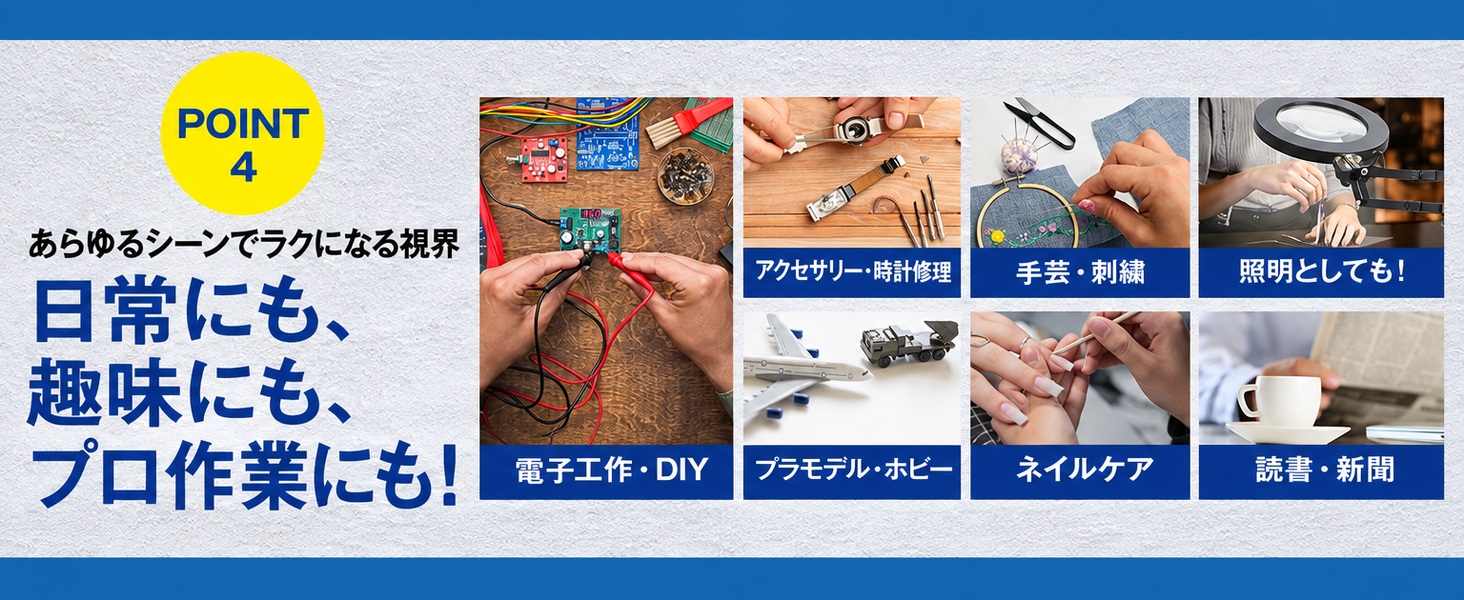 POINT
4
あらゆるシーンでラクになる視界
日常にも、
趣味にも、
プロ作業にも!
電子工作・DIY
アクセサリー・時計修理
手芸・刺繍
照明としても!
プラモデル・ホビー
ネイルケア
読書・新聞